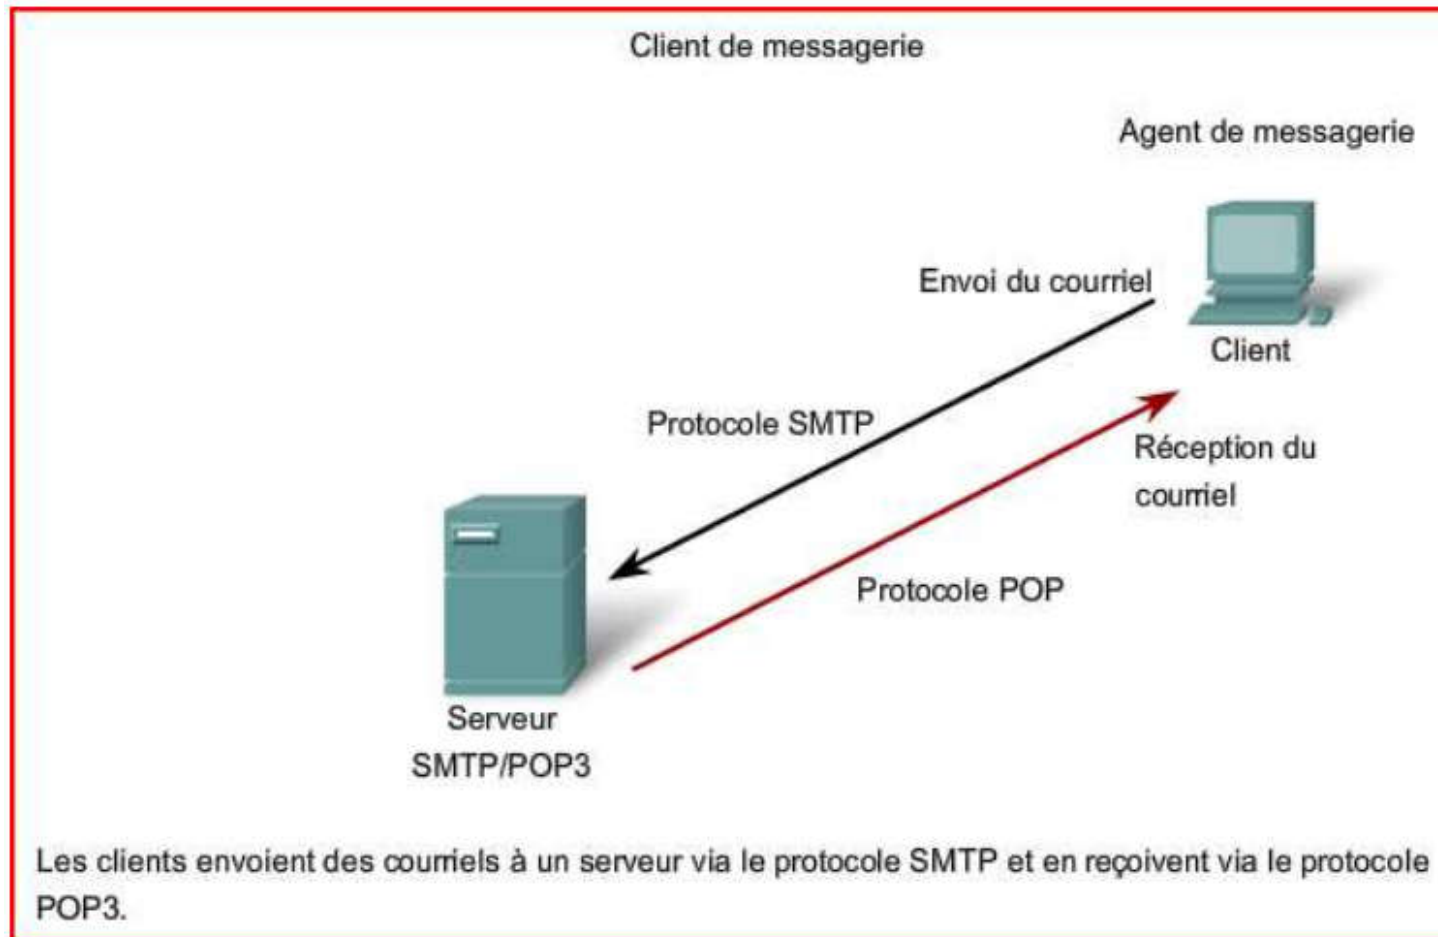 Client de messagerie
Agent de messagerie
Envoi du courriel
Client
Protocole SMTP
Réception du
courriel
Protocole POP
Serveur
SMTP/POP3
Les clients envoient des courriels à un serveur via le protocole SMTP et en reçoivent via le protocole
POP3.